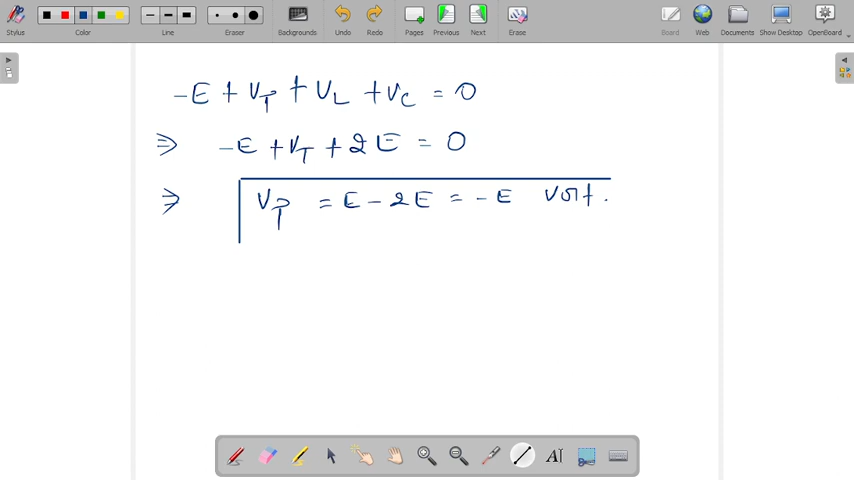 Stylus Color Line Eraser Backgrounds Undo Redo Pages Previous Next Erase Board Web Documents Show Desktop OpenBoard
-E + V_T + V_L + V_C = 0
⇒ -E + V_T + 2E = 0
⇒ V_T = E - 2E = -E Volt.